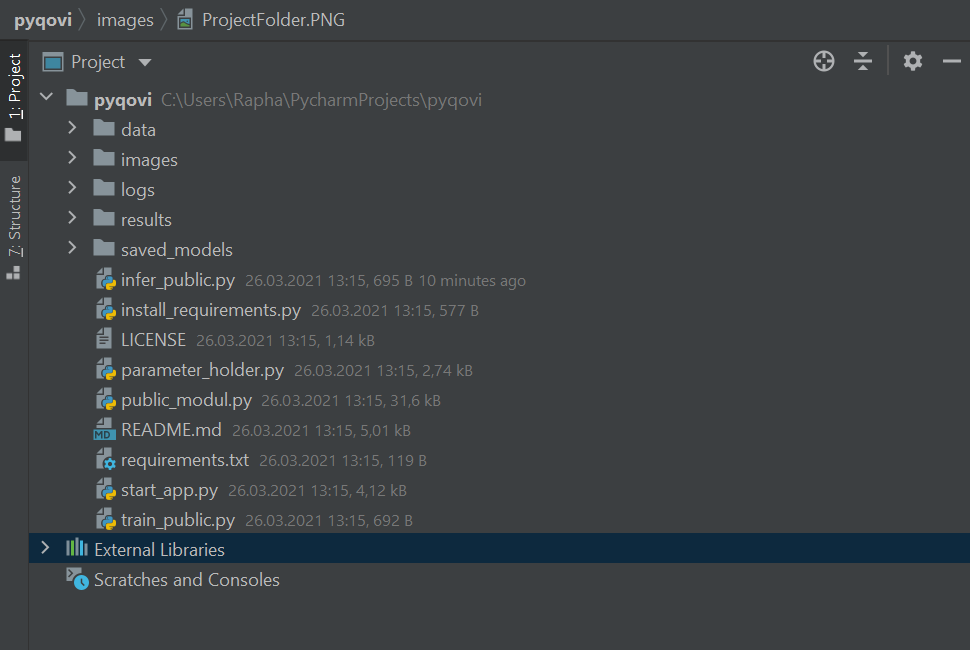 pyqovi images ProjectFolder.PNG
1: Project
7: Structure
Project
pyqovi C:\Users\Rapha\PycharmProjects\pyqovi
data
images
logs
results
saved_models
infer_public.py 26.03.2021 13:15, 695 B 10 minutes ago
install_requirements.py 26.03.2021 13:15, 577 B
LICENSE 26.03.2021 13:15, 1,14 kB
parameter_holder.py 26.03.2021 13:15, 2,74 kB
public_modul.py 26.03.2021 13:15, 31,6 kB
MD README.md 26.03.2021 13:15, 5,01 kB
requirements.txt 26.03.2021 13:15, 119 B
start_app.py 26.03.2021 13:15, 4,12 kB
train_public.py 26.03.2021 13:15, 692 B
External Libraries
Scratches and Consoles